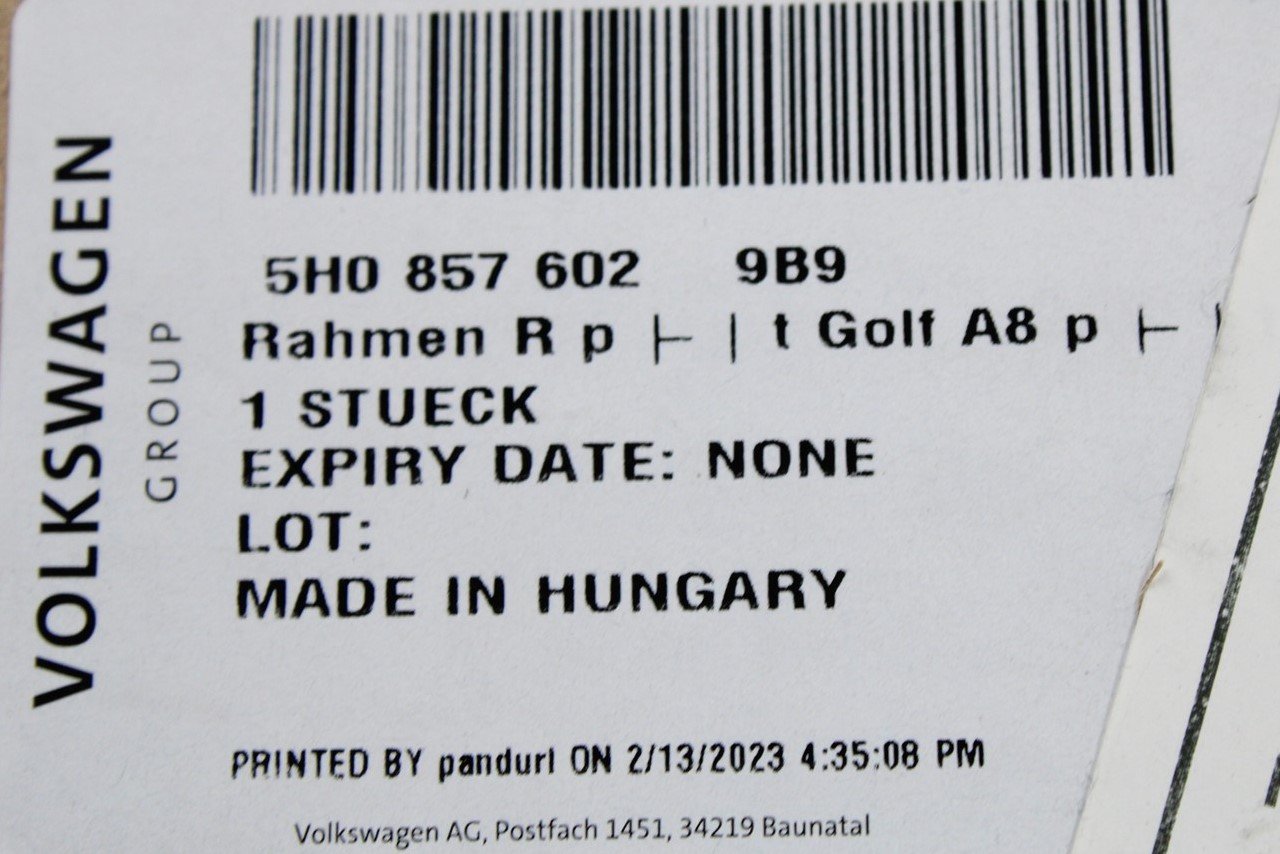 VOLKSWAGEN
GROUP
5H0 857 602 9B9
Rahmen R p ├ | t Golf A8 p ├
1 STUECK
EXPIRY DATE: NONE
LOT:
MADE IN HUNGARY
PRINTED BY pandurl ON 2/13/2023 4:35:08 PM
Volkswagen AG, Postfach 1451, 34219 Baunatal